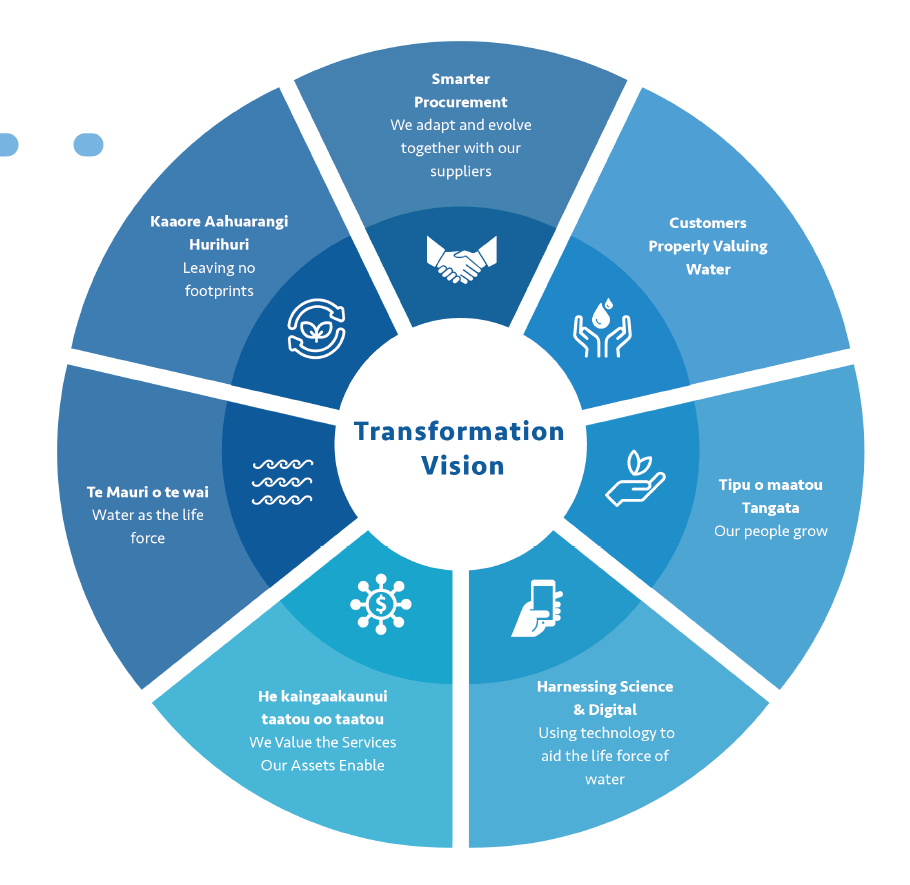 Smarter
Procurement
We adapt and evolve
together with our
suppliers
Customers
Properly Valuing
Water
Tipu o maatou
Tangata
Our people grow
Harnessing Science
& Digital
Using technology to
aid the life force of
water
He kaingaakaunui
taatou oo taatou
We Value the Services
Our Assets Enable
Te Mauri o te wai
Water as the life
force
Kaaore Aahuarangi
Hurihuri
Leaving no
footprints
Transformation
Vision
$